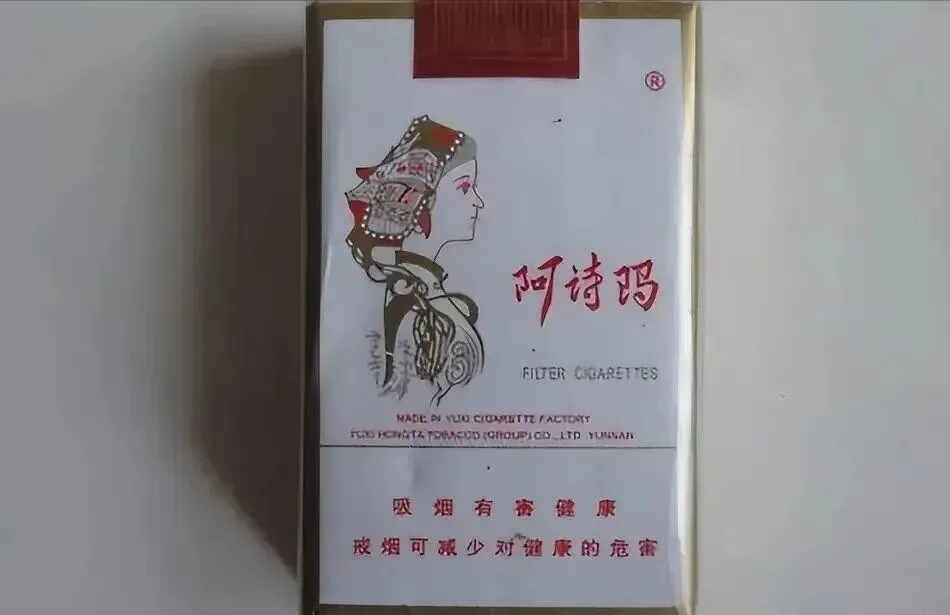 ®
阿诗玛
FILTER CIGARETTES
MADE IN YUXI CIGARETTE FACTORY
YUXI HONGTA TOBACCO (GROUP) CO., LTD. YUNNAN
吸烟有害健康
戒烟可减少对健康的危害